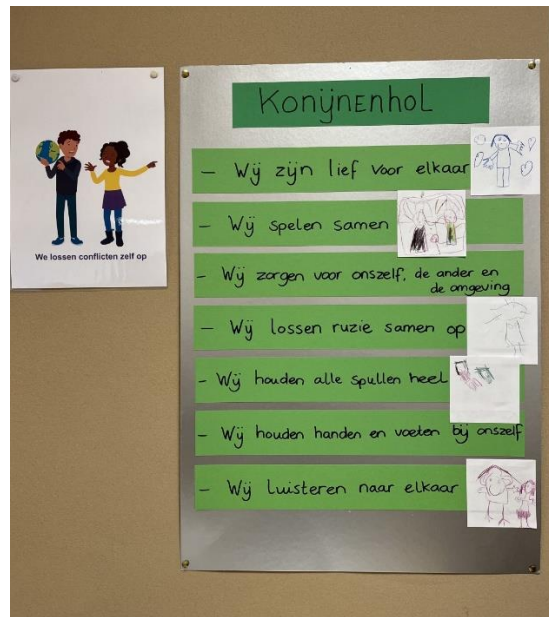 We lossen conflicten zelf op
Konijnenhol
- Wij zijn lief voor elkaar
- Wij spelen samen
- Wij zorgen voor onszelf, de ander en
de omgeving
- Wij lossen ruzie samen op
- Wij houden alle spullen heel
- Wij houden handen en voeten bij onszelf
- Wij luisteren naar elkaar